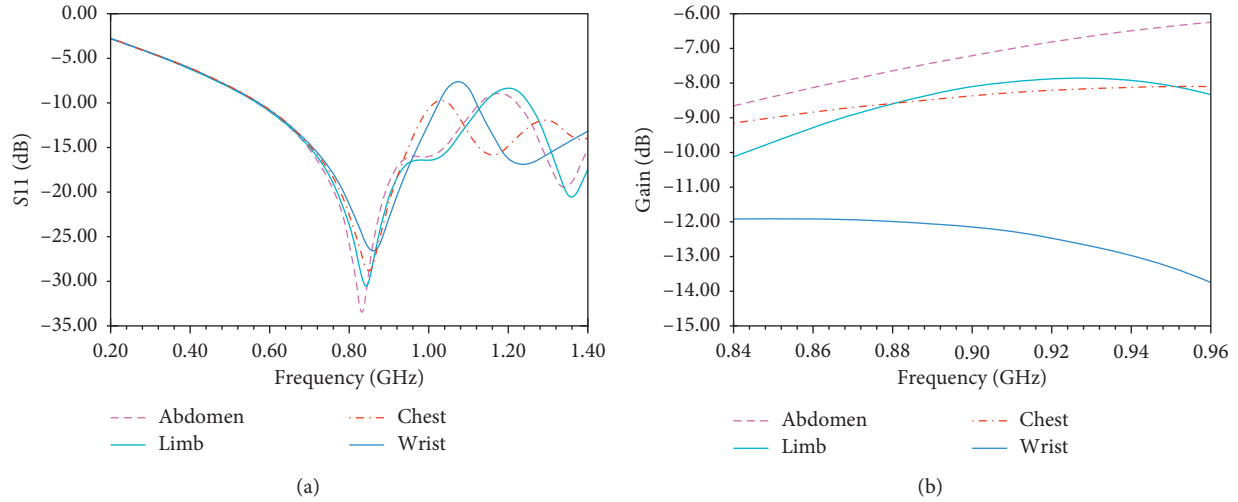 0.00
−5.00
−10.00
−15.00
−20.00
−25.00
−30.00
−35.00
S11 (dB)
0.20 0.40 0.60 0.80 1.00 1.20 1.40
Frequency (GHz)
Abdomen
Limb
Chest
Wrist
(a)
−6.00
−7.00
−8.00
−9.00
−10.00
−11.00
−12.00
−13.00
−14.00
−15.00
Gain (dB)
0.84 0.86 0.88 0.90 0.92 0.94 0.96
Frequency (GHz)
Abdomen
Limb
Chest
Wrist
(b)